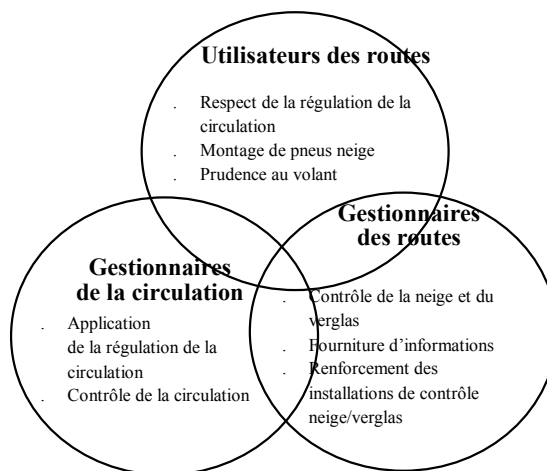 Utilisateurs des routes
. Respect de la régulation de la
circulation
. Montage de pneus neige
. Prudence au volant
Gestionnaires
de la circulation
. Application
de la régulation de la
circulation
. Contrôle de la circulation
Gestionnaires
des routes
. Contrôle de la neige et du
verglas
. Fourniture d’informations
. Renforcement des
installations de contrôle
neige/verglas